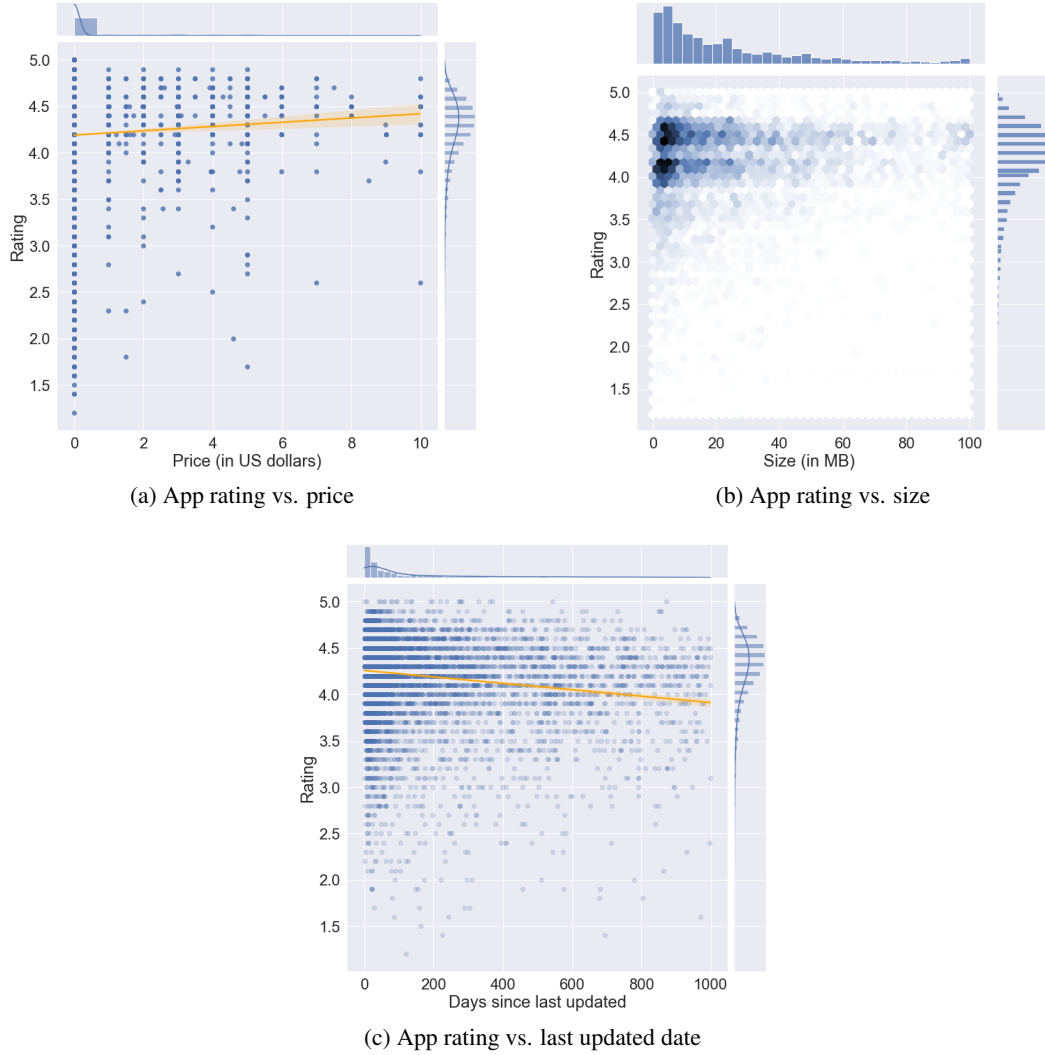 5.0
4.5
4.0
3.5
3.0
2.5
2.0
1.5
Rating
0 2 4 6 8 10
Price (in US dollars)
(a) App rating vs. price
5.0
4.5
4.0
3.5
3.0
2.5
2.0
1.5
Rating
0 20 40 60 80 100
Size (in MB)
(b) App rating vs. size
5.0
4.5
4.0
3.5
3.0
2.5
2.0
1.5
Rating
0 200 400 600 800 1000
Days since last updated
(c) App rating vs. last updated date